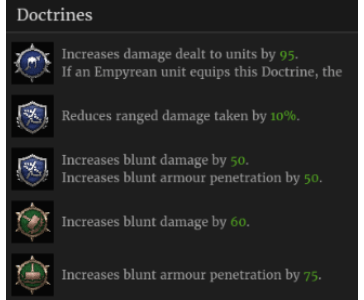 Doctrines
Increases damage dealt to units by 95.
If an Empyrean unit equips this Doctrine, the
Reduces ranged damage taken by 10%.
Increases blunt damage by 50.
Increases blunt armour penetration by 50.
Increases blunt damage by 60.
Increases blunt armour penetration by 75.